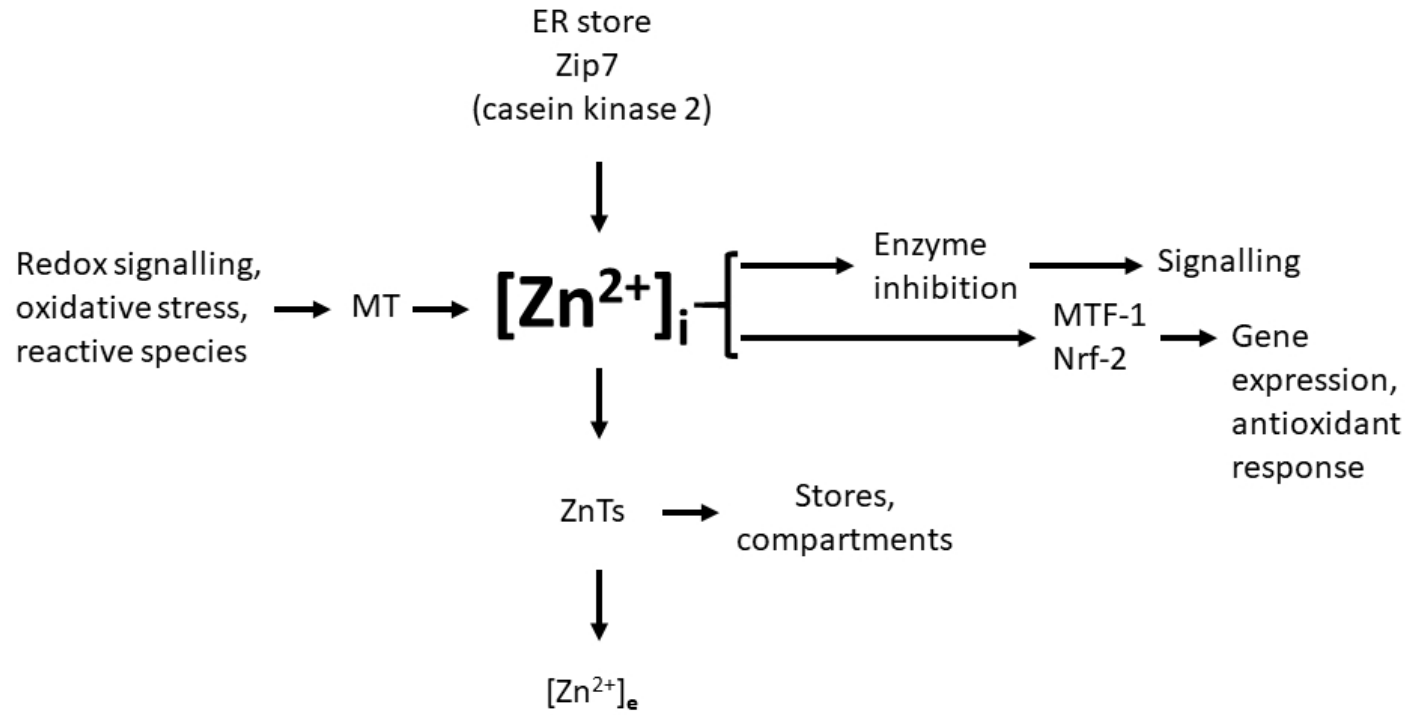 ER store
Zip7
(casein kinase 2)
Redox signalling,
oxidative stress,
reactive species
MT
[Zn²⁺]ᵢ
Enzyme
inhibition
Signalling
MTF-1
Nrf-2
Gene
expression,
antioxidant
response
ZnTs
Stores,
compartments
[Zn²⁺]ₑ